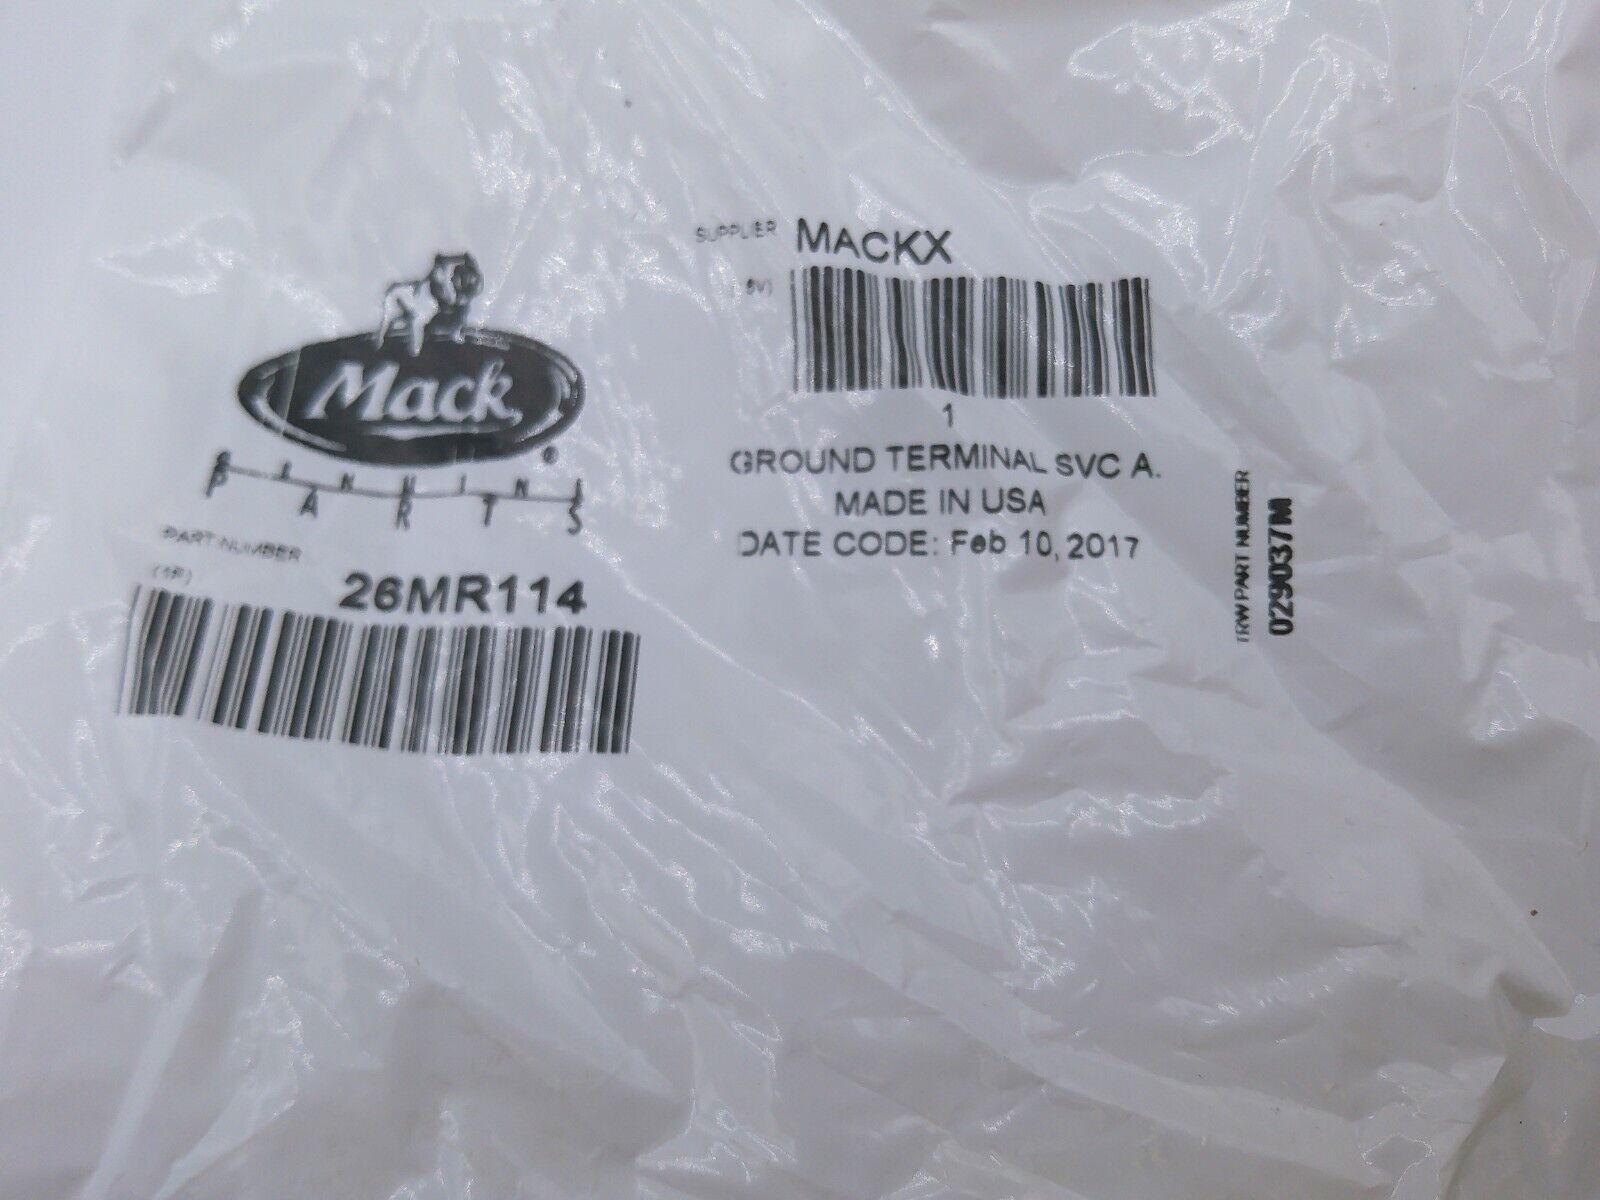 Mack
®
GENUINE
PARTS
PART NUMBER
(1P)
26MR114
SUPPLIER MACKX
1
GROUND TERMINAL SVC A.
MADE IN USA
DATE CODE: Feb 10, 2017
TRW PART NUMBER
029037M